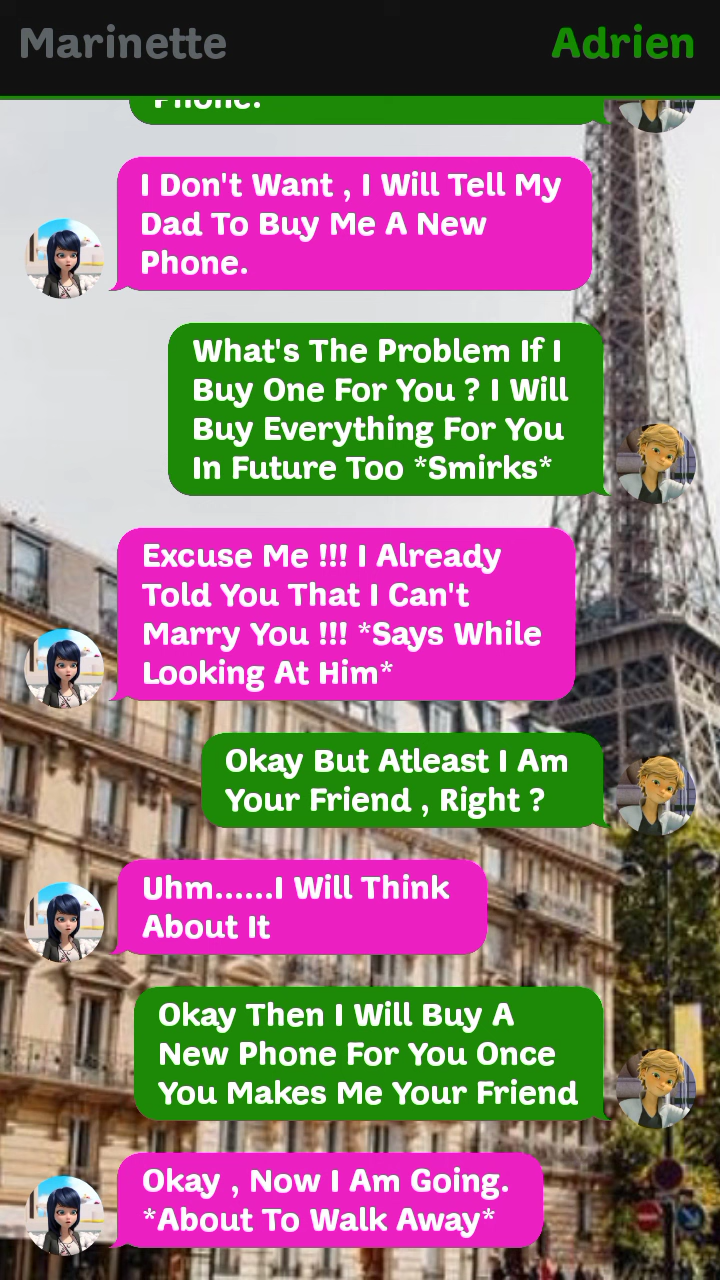 Marinette
Adrien
Phone.
I Don't Want , I Will Tell My
Dad To Buy Me A New
Phone.
What's The Problem If I
Buy One For You ? I Will
Buy Everything For You
In Future Too *Smirks*
Excuse Me !!! I Already
Told You That I Can't
Marry You !!! *Says While
Looking At Him*
Okay But Atleast I Am
Your Friend , Right ?
Uhm......I Will Think
About It
Okay Then I Will Buy A
New Phone For You Once
You Makes Me Your Friend
Okay , Now I Am Going.
*About To Walk Away*